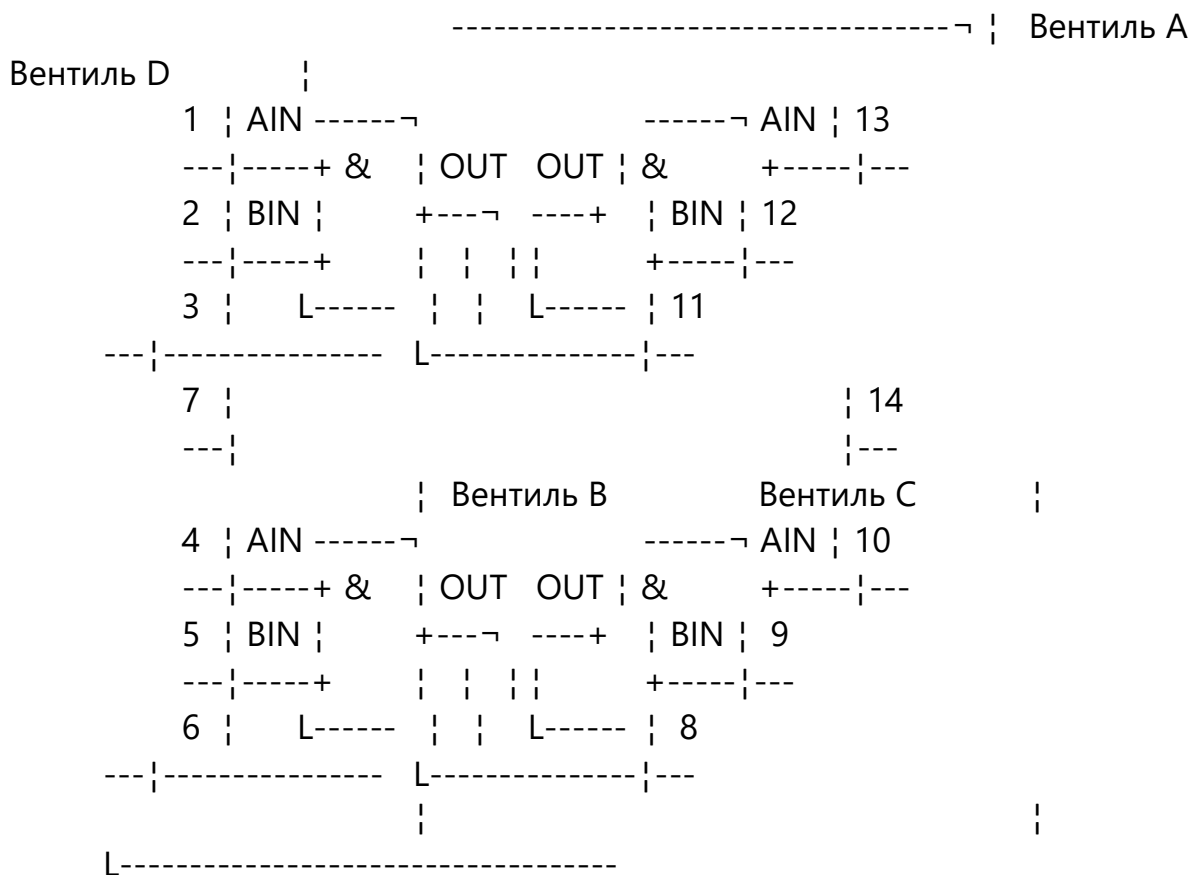 ------------------------------------¬ ¦ Вентиль A
Вентиль D ¦
1 ¦ AIN ------¬ ------¬ AIN ¦ 13
---¦-----+ & ¦ OUT OUT ¦ & +-----¦---
2 ¦ BIN ¦ +---¬ ----+ ¦ BIN ¦ 12
---¦-----+ ¦ ¦ ¦ ¦ +-----¦---
3 ¦ L------ ¦ ¦ L------ ¦ 11
---¦---------------- L---------------¦---
7 ¦ ¦ 14
---¦ ¦---
¦ Вентиль B Вентиль C ¦
4 ¦ AIN ------¬ ------¬ AIN ¦ 10
---¦-----+ & ¦ OUT OUT ¦ & +-----¦---
5 ¦ BIN ¦ +---¬ ----+ ¦ BIN ¦ 9
---¦-----+ ¦ ¦ ¦ ¦ +-----¦---
6 ¦ L------ ¦ ¦ L------ ¦ 8
---¦---------------- L---------------¦---
¦ ¦
L------------------------------------